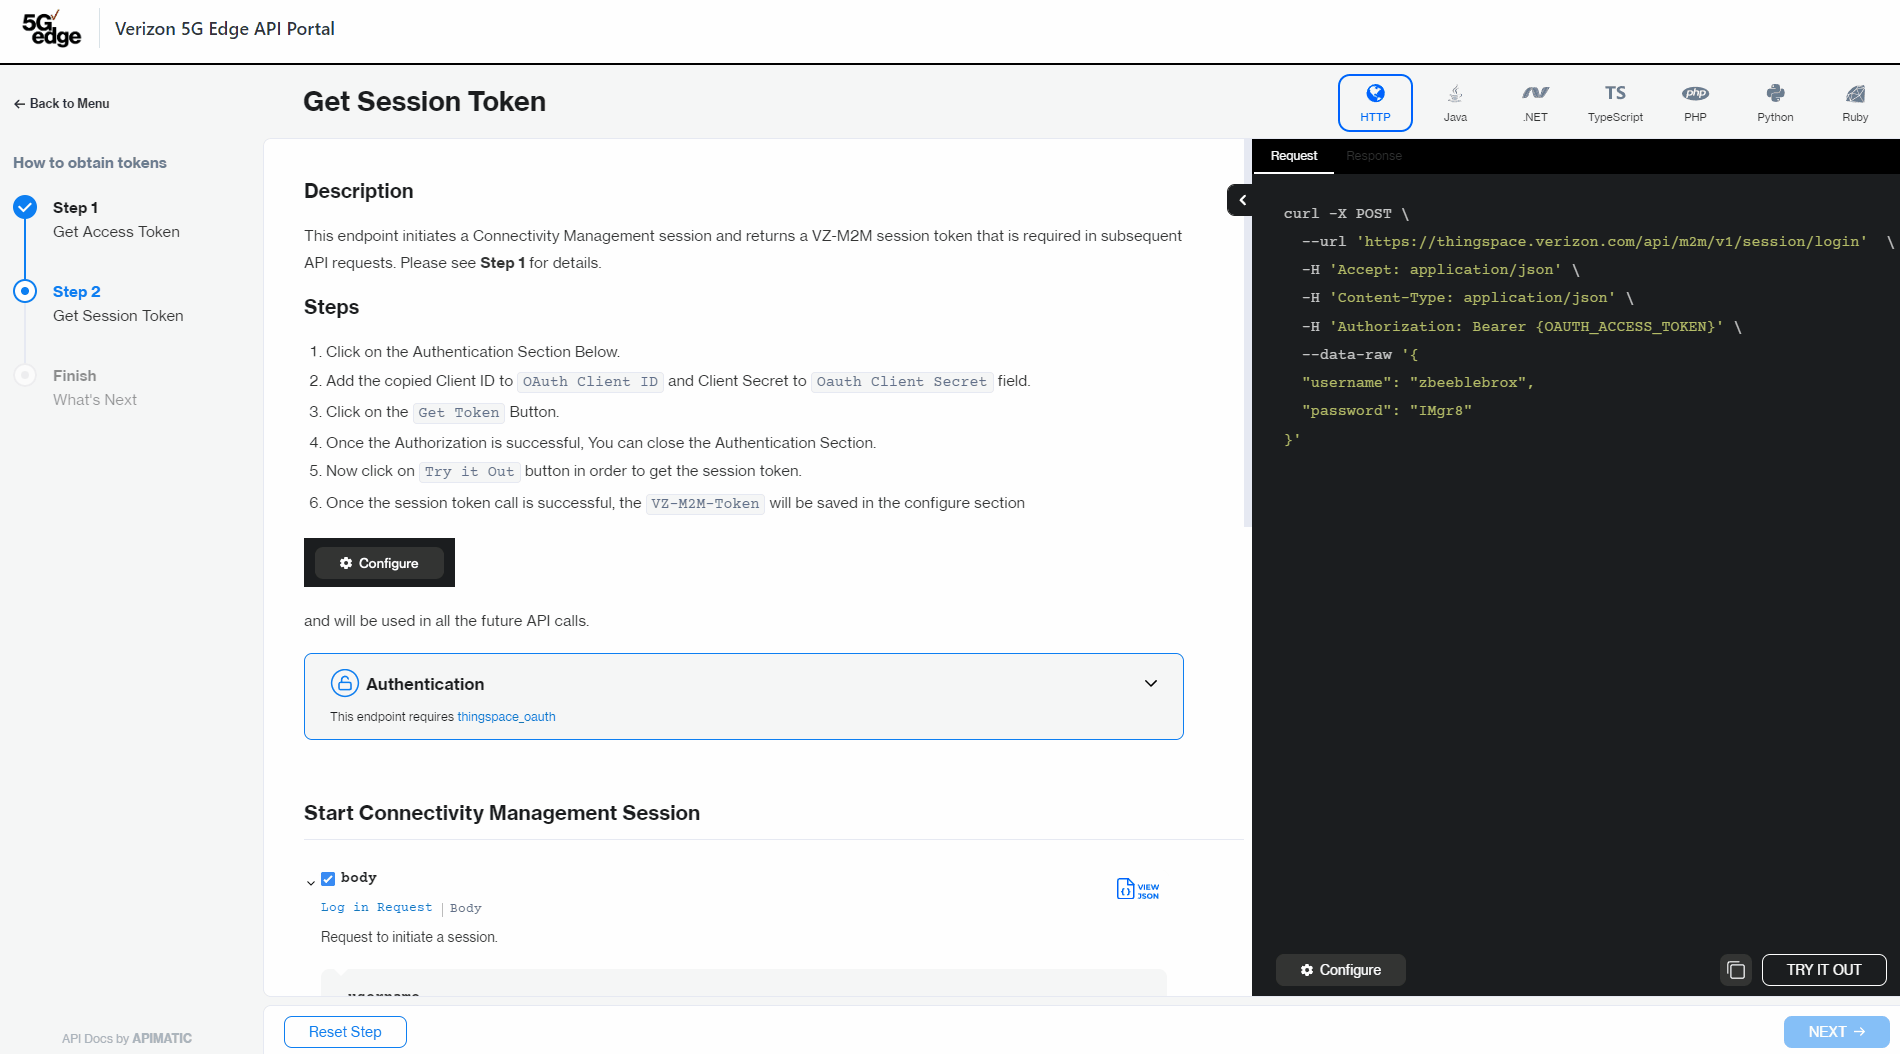 5G edge
Verizon 5G Edge API Portal
← Back to Menu
How to obtain tokens
Step 1
Get Access Token
Step 2
Get Session Token
Finish
What's Next
API Docs by APIMATIC
Get Session Token
HTTP
Java
.NET
TS
TypeScript
php
PHP
Python
Ruby
Description
This endpoint initiates a Connectivity Management session and returns a VZ-M2M session token that is required in subsequent
API requests. Please see Step 1 for details.
Steps
1. Click on the Authentication Section Below.
2. Add the copied Client ID to OAuth Client ID and Client Secret to Oauth Client Secret field.
3. Click on the Get Token Button.
4. Once the Authorization is successful, You can close the Authentication Section.
5. Now click on Try it Out button in order to get the session token.
6. Once the session token call is successful, the VZ-M2M-Token will be saved in the configure section
Configure
and will be used in all the future API calls.
Authentication
This endpoint requires thingspace_oauth
Start Connectivity Management Session
body
Log in Request | Body
Request to initiate a session.
VIEW
JSON
username
Reset Step
NEXT →
Request
Response
curl -X POST \
--url 'https://thingspace.verizon.com/api/m2m/v1/session/login' \
-H 'Accept: application/json' \
-H 'Content-Type: application/json' \
-H 'Authorization: Bearer {OAUTH_ACCESS_TOKEN}' \
--data-raw '{
"username": "zbeeblebrox",
"password": "IMgr8"
}'
Configure
TRY IT OUT